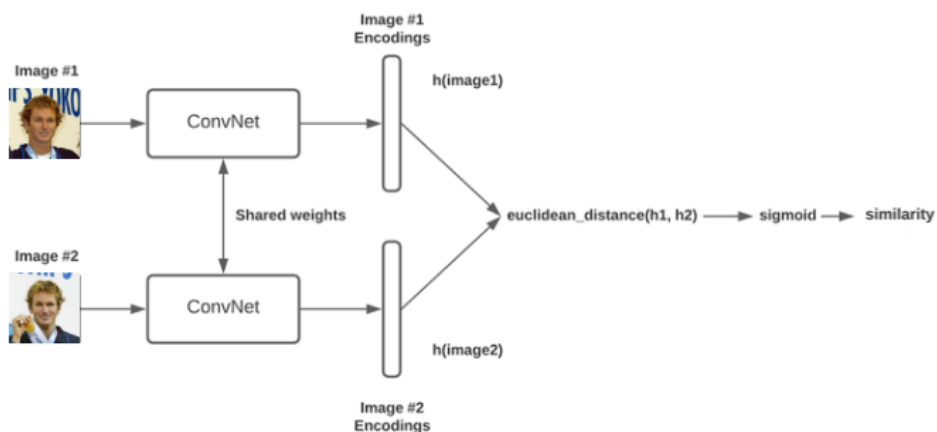 Image #1
Encodings
Image #1
h(image1)
ConvNet
Shared weights
euclidean_distance(h1, h2)
sigmoid
similarity
Image #2
ConvNet
h(image2)
Image #2
Encodings